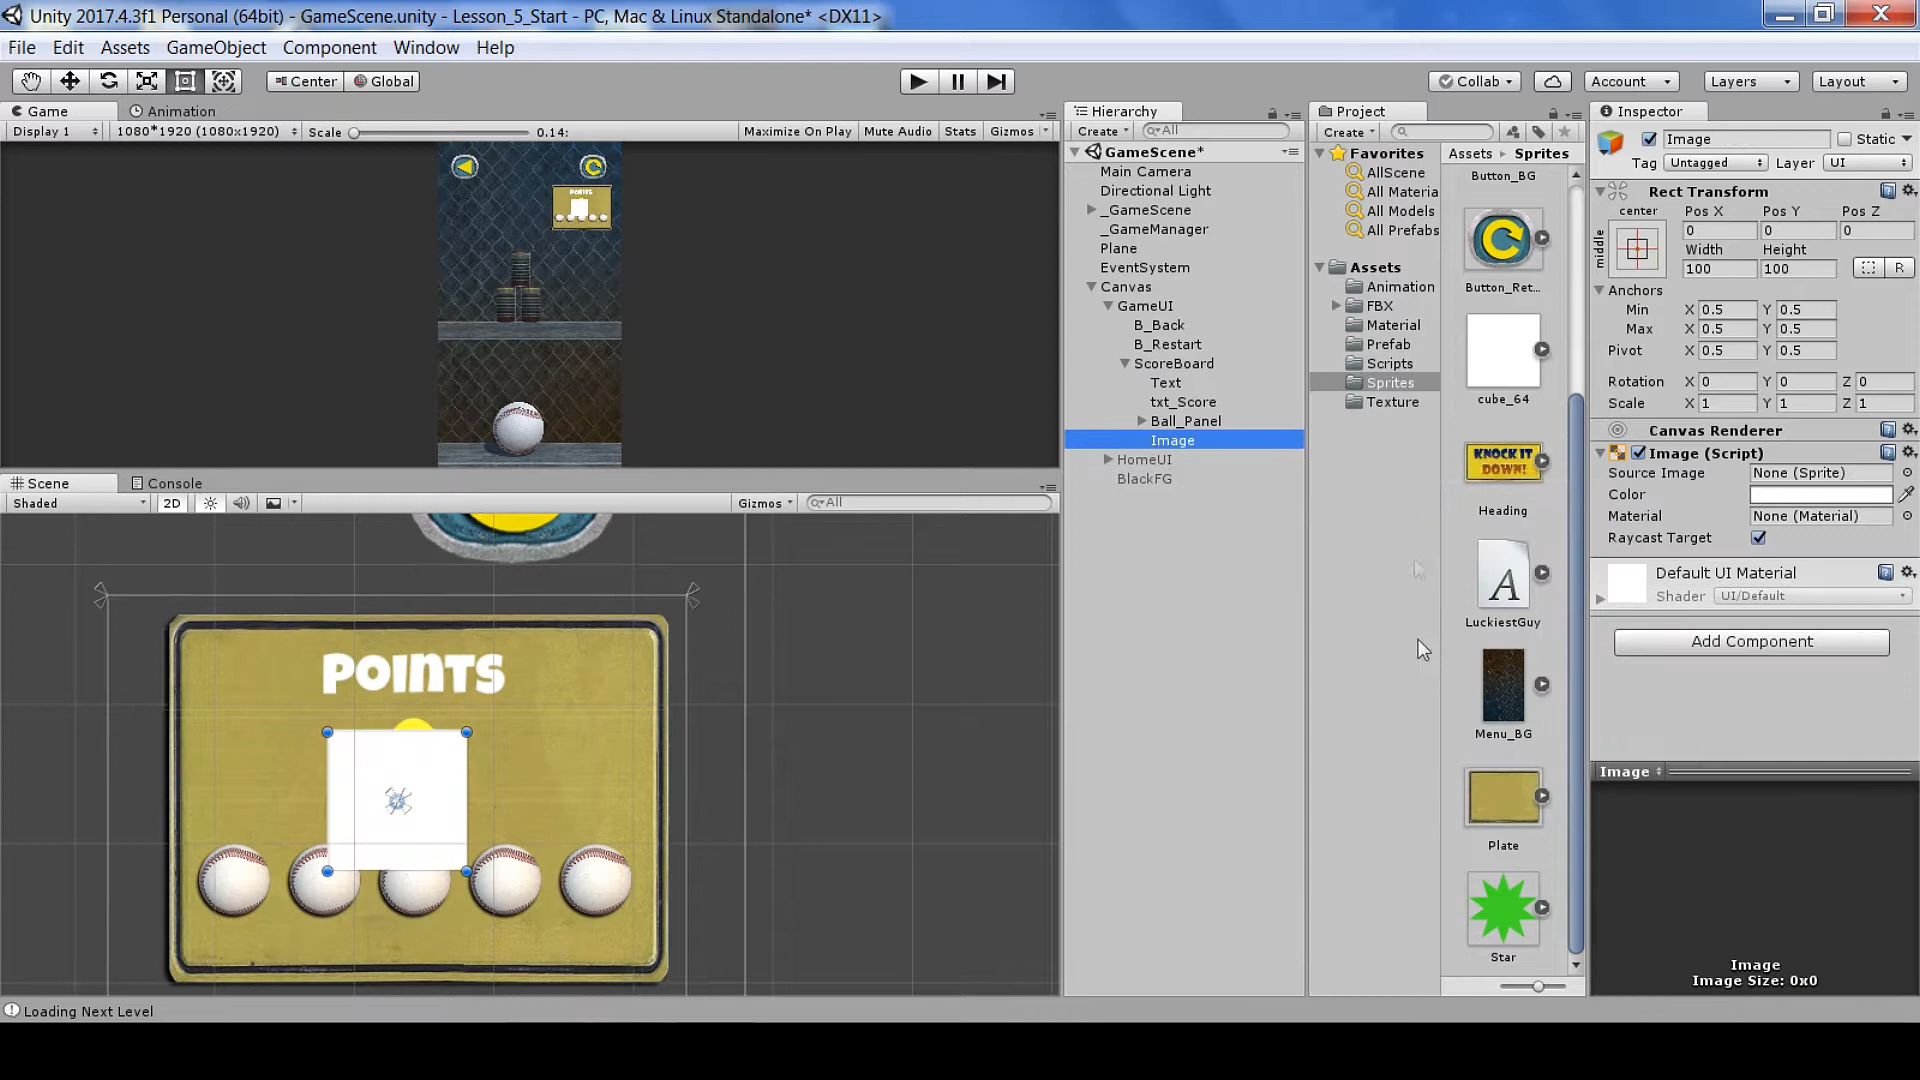 Unity 2017.4.3f1 Personal (64bit) - GameScene.unity - Lesson_5_Start - PC, Mac & Linux Standalone* <DX11>
File Edit Assets GameObject Component Window Help
Center Global Collab Account Layers Layout
Game Animation
Display 1 1080*1920 (1080x1920) Scale 0.14: Maximize On Play Mute Audio Stats Gizmos
POINTS
Scene Console
Shaded 2D Gizmos All
POINTS
Hierarchy
Create All
GameScene*
Main Camera
Directional Light
_GameScene
_GameManager
Plane
EventSystem
Canvas
GameUI
B_Back
B_Restart
ScoreBoard
Text
txt_Score
Ball_Panel
Image
HomeUI
BlackFG
Project
Create
Favorites
AllScene
All Materia
All Models
All Prefabs
Assets
Animation
FBX
Material
Prefab
Scripts
Sprites
Texture
Assets Sprites
Button_BG
Button_Ret...
cube_64
KNOCK IT
DOWN!
Heading
A
LuckiestGuy
Menu_BG
Plate
Star
Inspector
Image Static
Tag Untagged Layer UI
Rect Transform
center Pos X Pos Y Pos Z
middle 0 0 0
Width Height
100 100 R
Anchors
Min X 0.5 Y 0.5
Max X 0.5 Y 0.5
Pivot X 0.5 Y 0.5
Rotation X 0 Y 0 Z 0
Scale X 1 Y 1 Z 1
Canvas Renderer
Image (Script)
Source Image None (Sprite)
Color
Material None (Material)
Raycast Target
Default UI Material
Shader UI/Default
Add Component
Image
Image
Image Size: 0x0
Loading Next Level